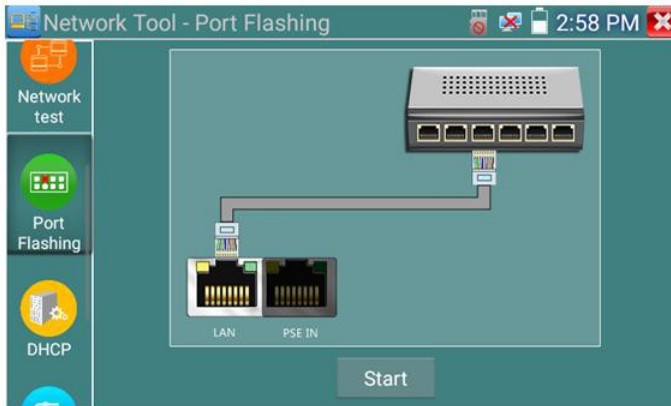 Network Tool - Port Flashing
2:58 PM
Network
test
Port
Flashing
DHCP
LAN
PSE IN
Start